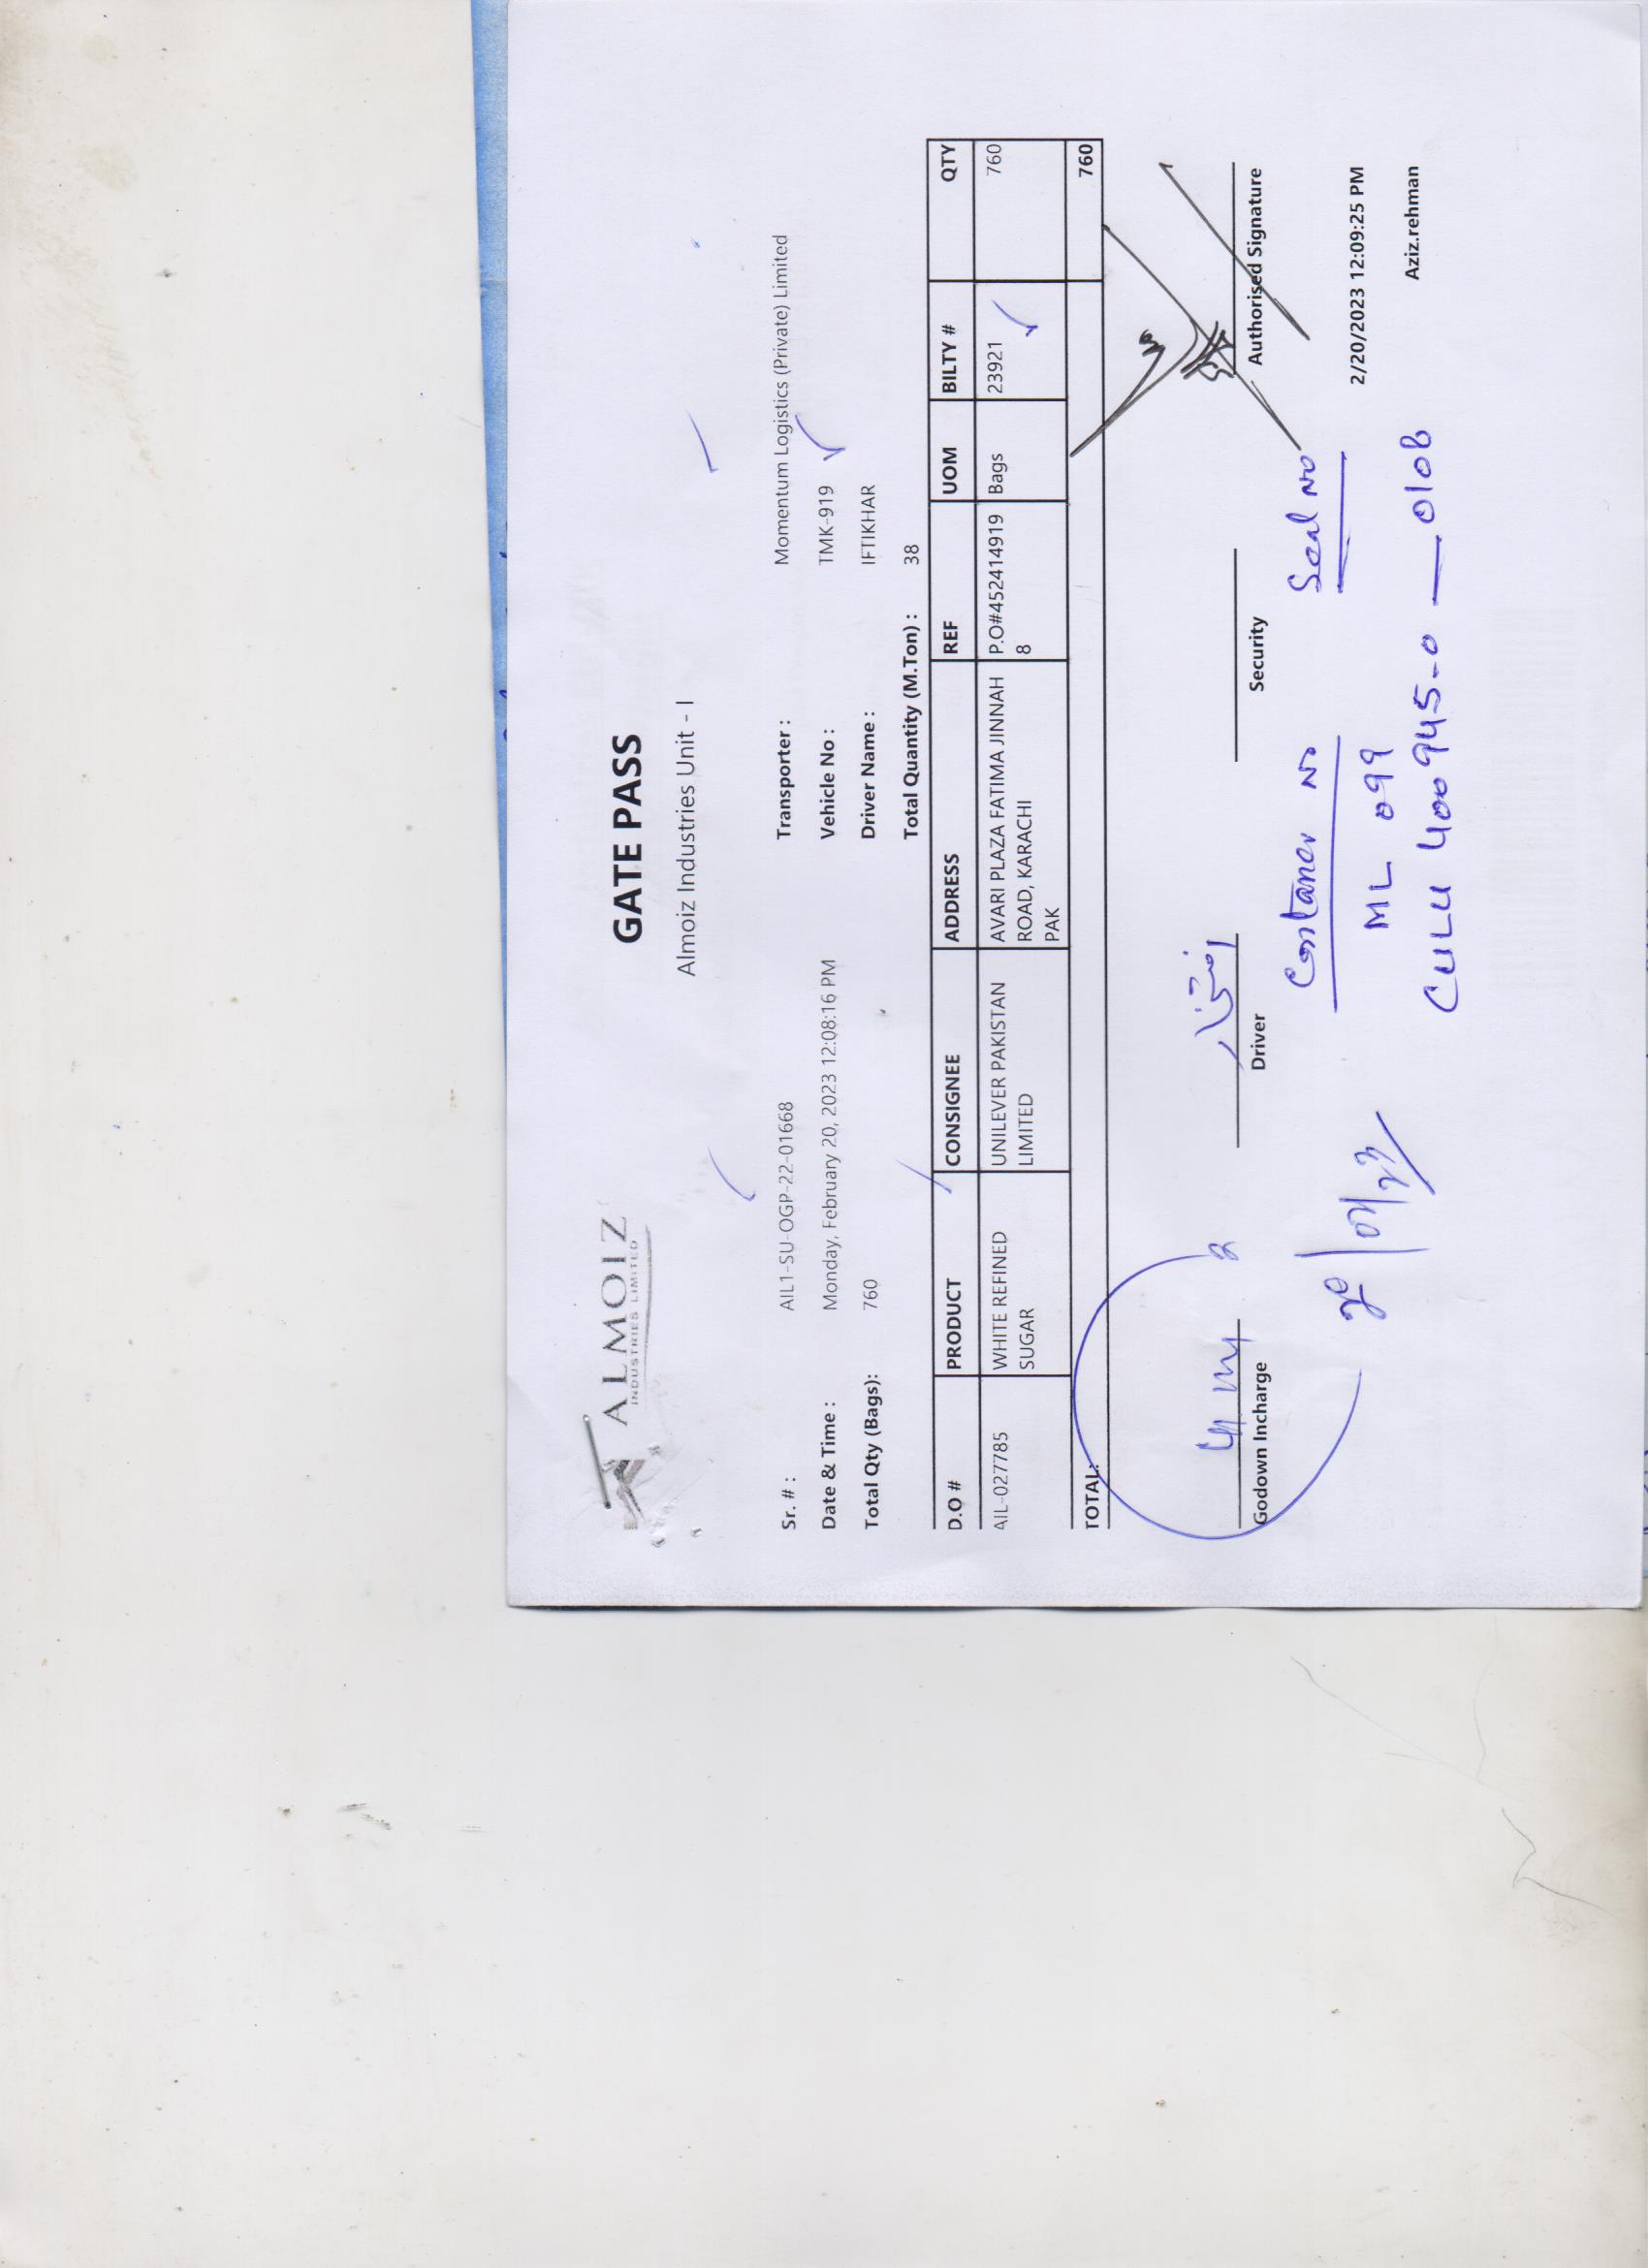 ALMOIZ
INDUSTRIES LIMITED
GATE PASS
Almoiz Industries Unit - I
Sr. # : AIL1-SU-OGP-22-01668 Transporter : Momentum Logistics (Private) Limited
Date & Time : Monday, February 20, 2023 12:08:16 PM Vehicle No : TMK-919
Total Qty (Bags): 760 Driver Name : IFTIKHAR
Total Quantity (M.Ton) : 38
D.O # PRODUCT CONSIGNEE ADDRESS REF UOM BILTY # QTY
AIL-027785 WHITE REFINED UNILEVER PAKISTAN AVARI PLAZA FATIMA JINNAH P.O#452414919 Bags 23921 760
SUGAR LIMITED ROAD, KARACHI 8
PAK
TOTAL: 760
افتخار
Godown Incharge Driver Security Authorised Signature
Contaner No Seal No
2/20/2023 12:09:25 PM
ML 099
Aziz.rehman
CULU 400945-0 — 010B